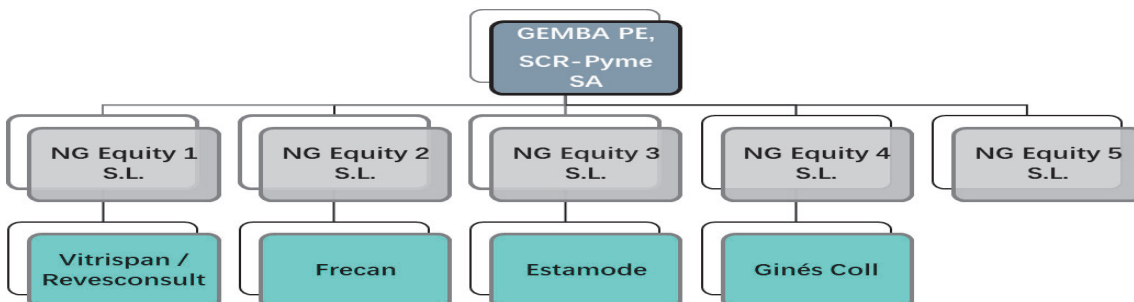 GEMBA PE,
SCR-Pyme
SA
NG Equity 1
S.L.
NG Equity 2
S.L.
NG Equity 3
S.L.
NG Equity 4
S.L.
NG Equity 5
S.L.
Vitrispan /
Revesconsult
Frecan
Estamode
Ginés Coll